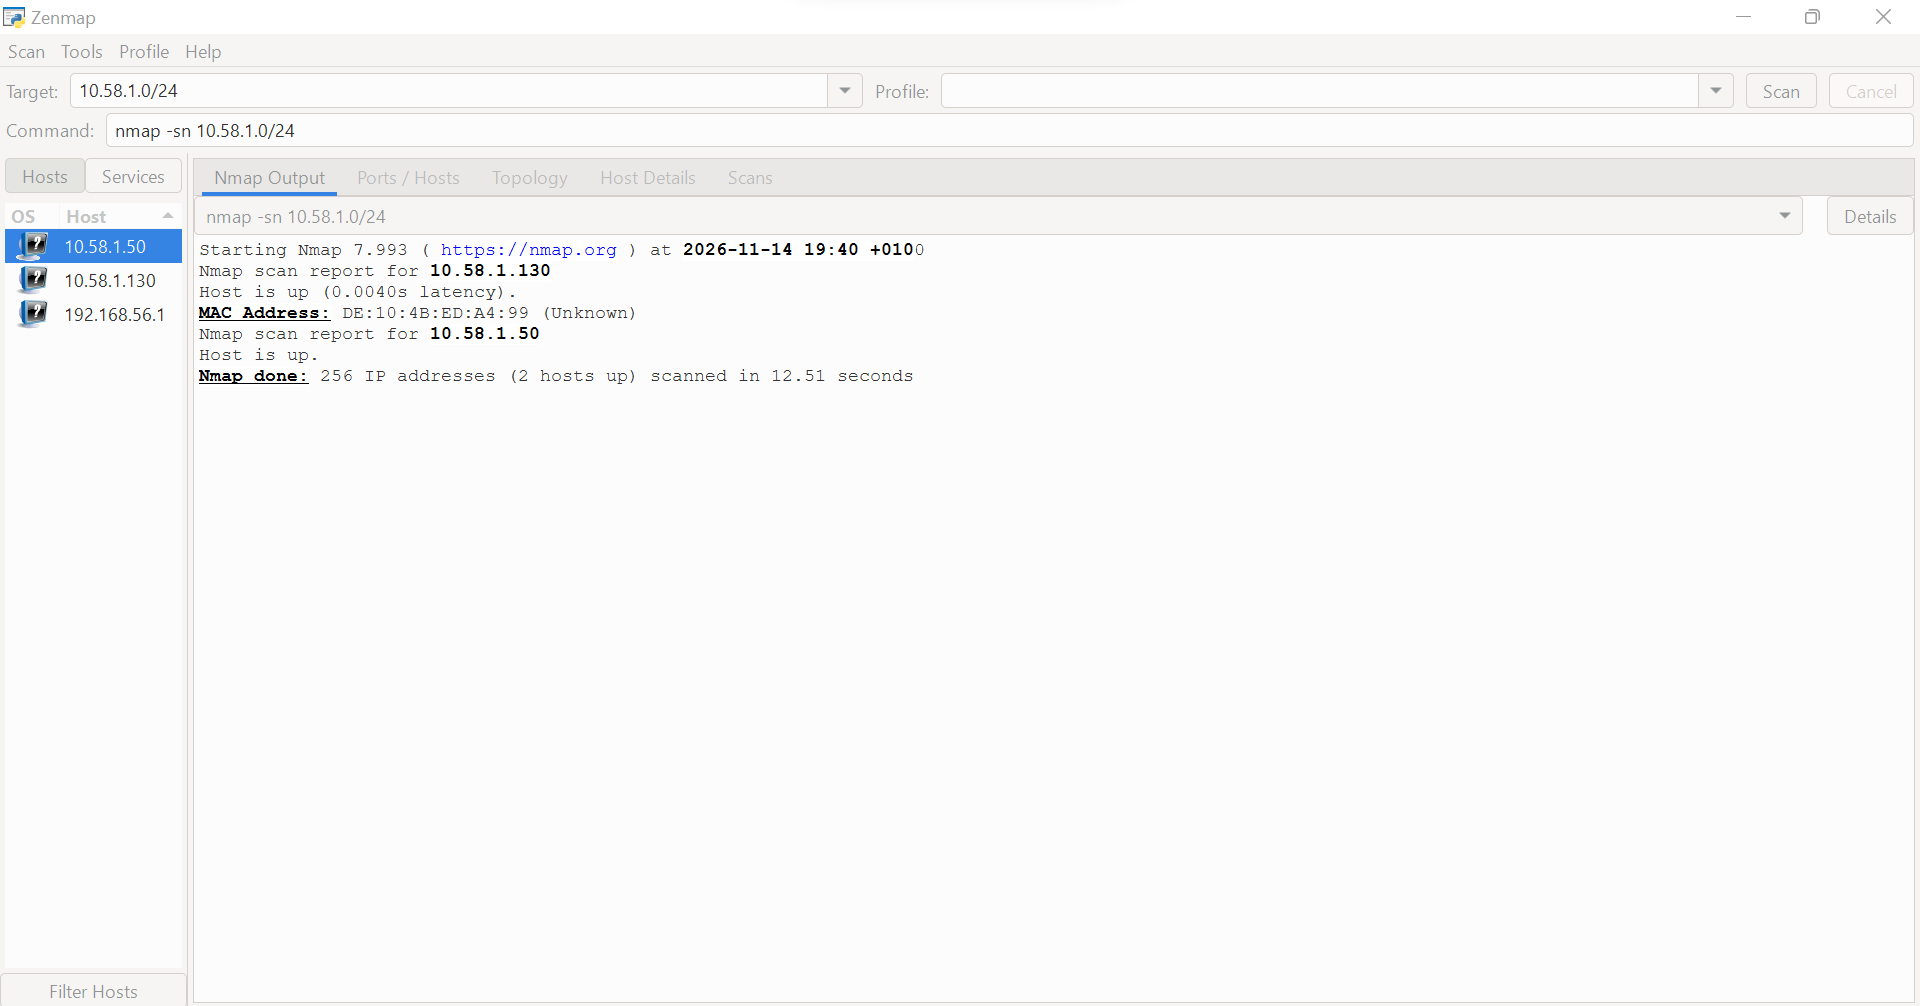 Zenmap
Scan Tools Profile Help
Target: 10.58.1.0/24 Profile: Scan Cancel
Command: nmap -sn 10.58.1.0/24
Hosts Services
Nmap Output Ports / Hosts Topology Host Details Scans
OS Host
nmap -sn 10.58.1.0/24 Details
10.58.1.50
10.58.1.130
192.168.56.1
Starting Nmap 7.993 ( https://nmap.org ) at 2026-11-14 19:40 +0100
Nmap scan report for 10.58.1.130
Host is up (0.0040s latency).
MAC Address: DE:10:4B:ED:A4:99 (Unknown)
Nmap scan report for 10.58.1.50
Host is up.
Nmap done: 256 IP addresses (2 hosts up) scanned in 12.51 seconds
Filter Hosts